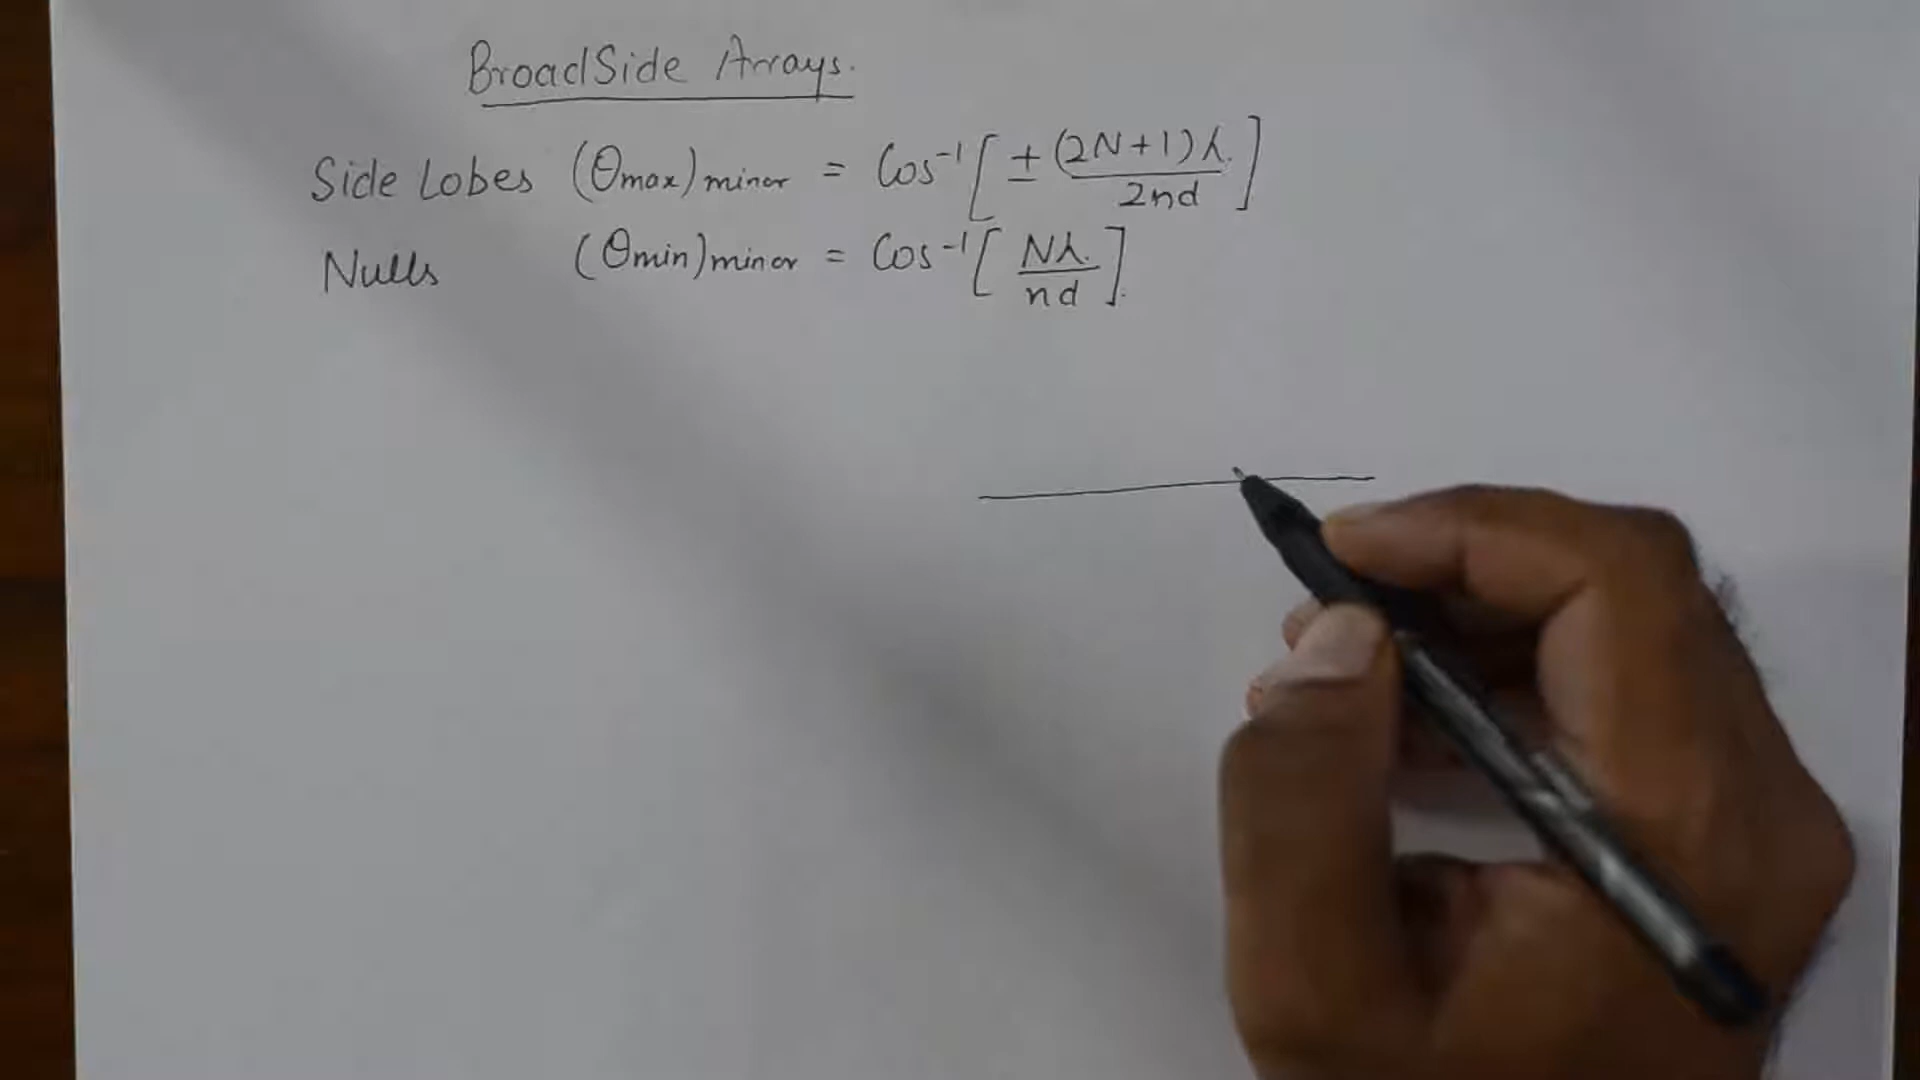 BroadSide Arrays.
Side Lobes (θmax)minor = Cos⁻¹[± (2N+1)λ / 2nd]
Nulls (θmin)minor = Cos⁻¹[Nλ / nd]